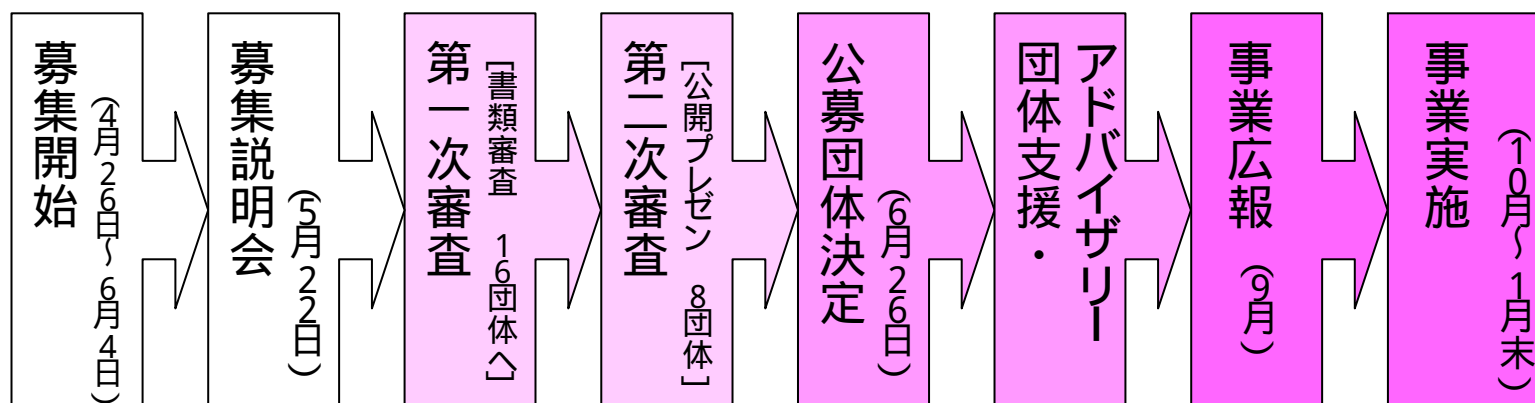 募集開始
(4月26日~6月4日)
募集説明会
(5月22日)
第一次審査
[書類審査 16団体へ]
第二次審査
[公開プレゼン 8団体]
公募団体決定
(6月26日)
団体支援・
アドバイザリー
事業広報
(9月)
事業実施
(10月~1月末)